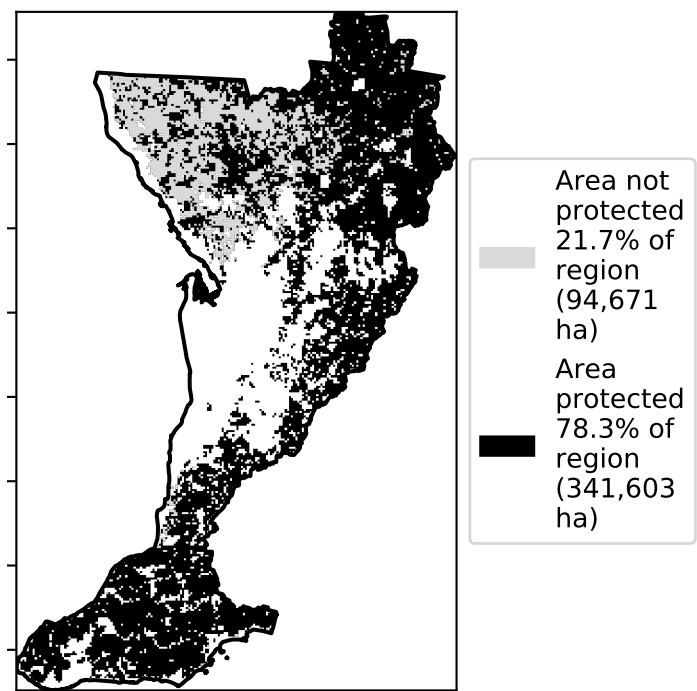 Area not
protected
21.7% of
region
(94,671
ha)
Area
protected
78.3% of
region
(341,603
ha)